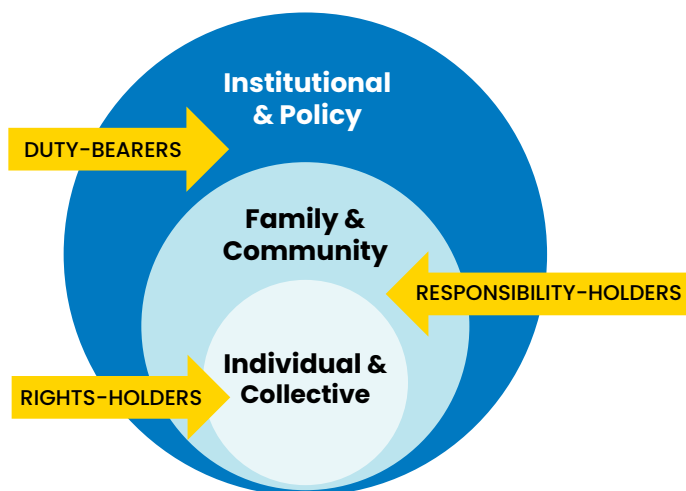 Institutional
& Policy
DUTY-BEARERS
Family &
Community
RESPONSIBILITY-HOLDERS
Individual &
Collective
RIGHTS-HOLDERS